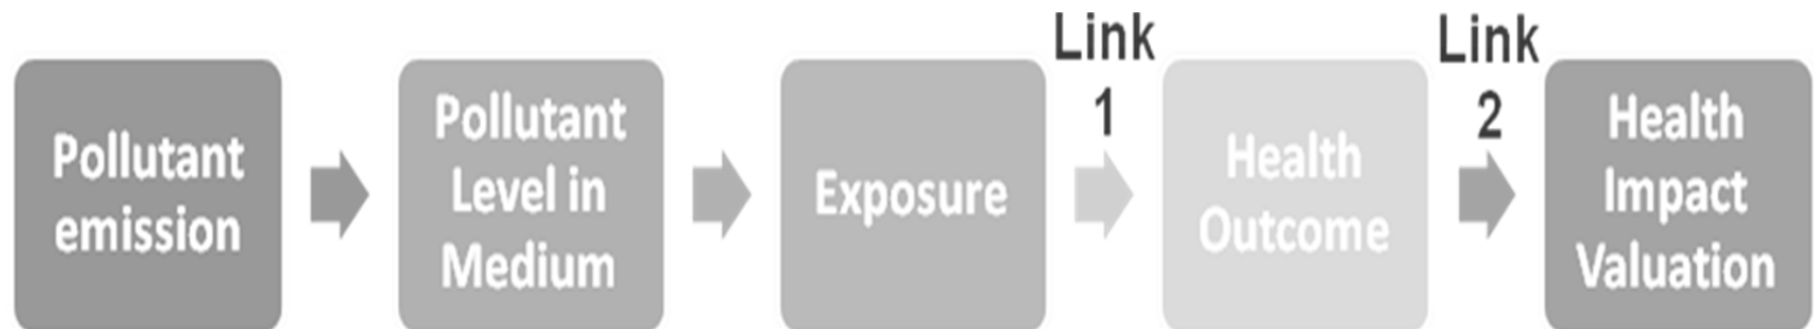 Pollutant
emission
Pollutant
Level in
Medium
Exposure
Link
1
Health
Outcome
Link
2
Health
Impact
Valuation